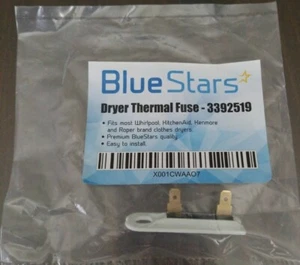 BlueStars
Dryer Thermal Fuse - 3392519
• Fits most Whirlpool, KitchenAid, Kenmore
and Roper brand clothes dryers.
• Premium BlueStars quality
• Easy to install.
X001CWAAO7